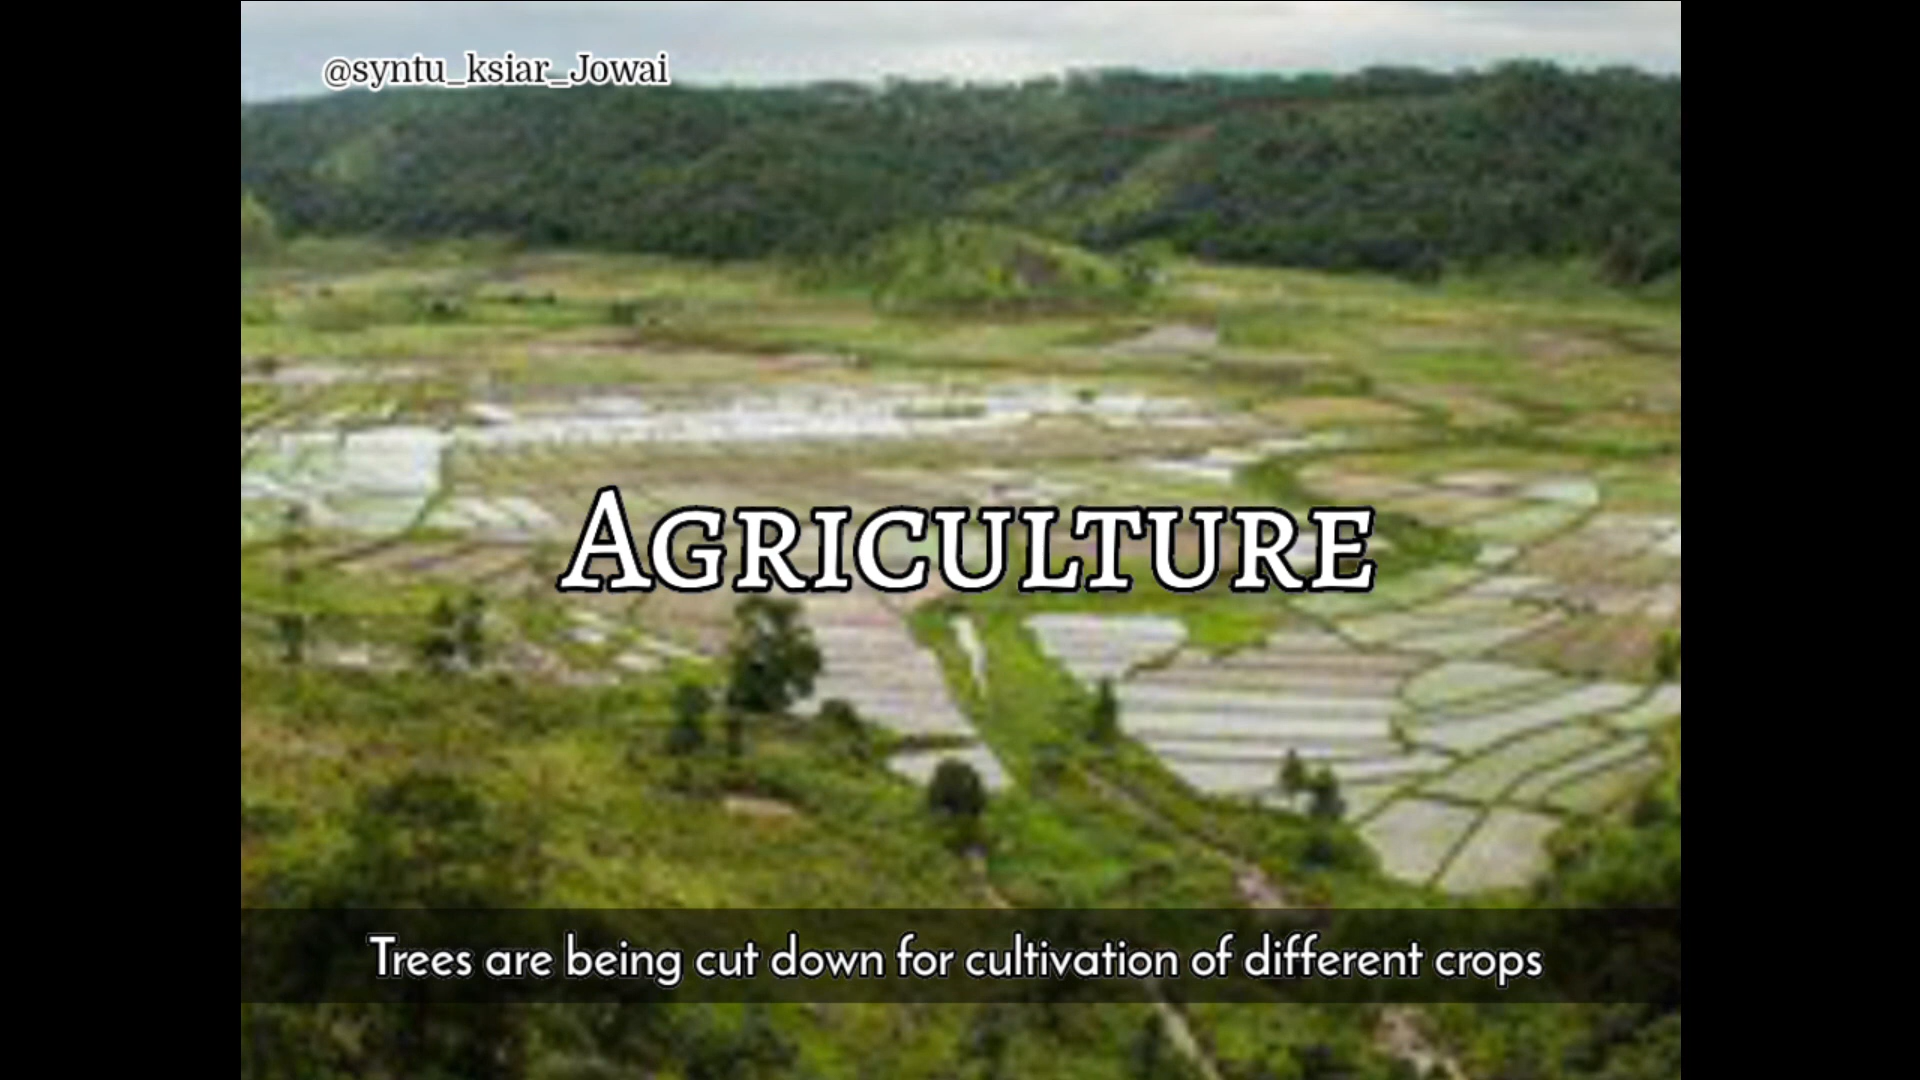 @syntu_ksiar_Jowai
AGRICULTURE
Trees are being cut down for cultivation of different crops